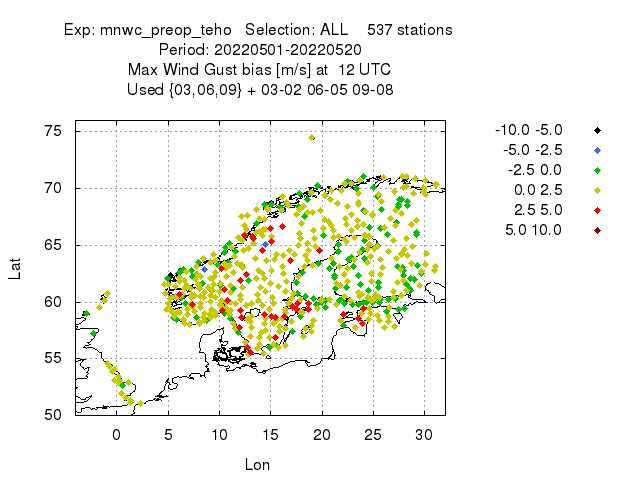 Exp: mnwc_preop_teho Selection: ALL 537 stations
Period: 20220501-20220520
Max Wind Gust bias [m/s] at 12 UTC
Used {03,06,09} + 03-02 06-05 09-08
75
70
65
60
55
50
Lat
0 5 10 15 20 25 30
Lon
-10.0 -5.0
-5.0 -2.5
-2.5 0.0
0.0 2.5
2.5 5.0
5.0 10.0